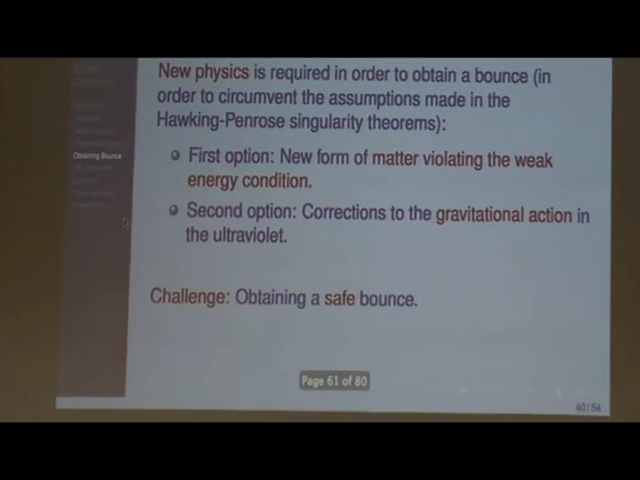 New physics is required in order to obtain a bounce (in
order to circumvent the assumptions made in the
Hawking-Penrose singularity theorems):
Obtaining Bounce
First option: New form of matter violating the weak
energy condition.
Second option: Corrections to the gravitational action in
the ultraviolet.
Challenge: Obtaining a safe bounce.
Page 61 of 80
40/54